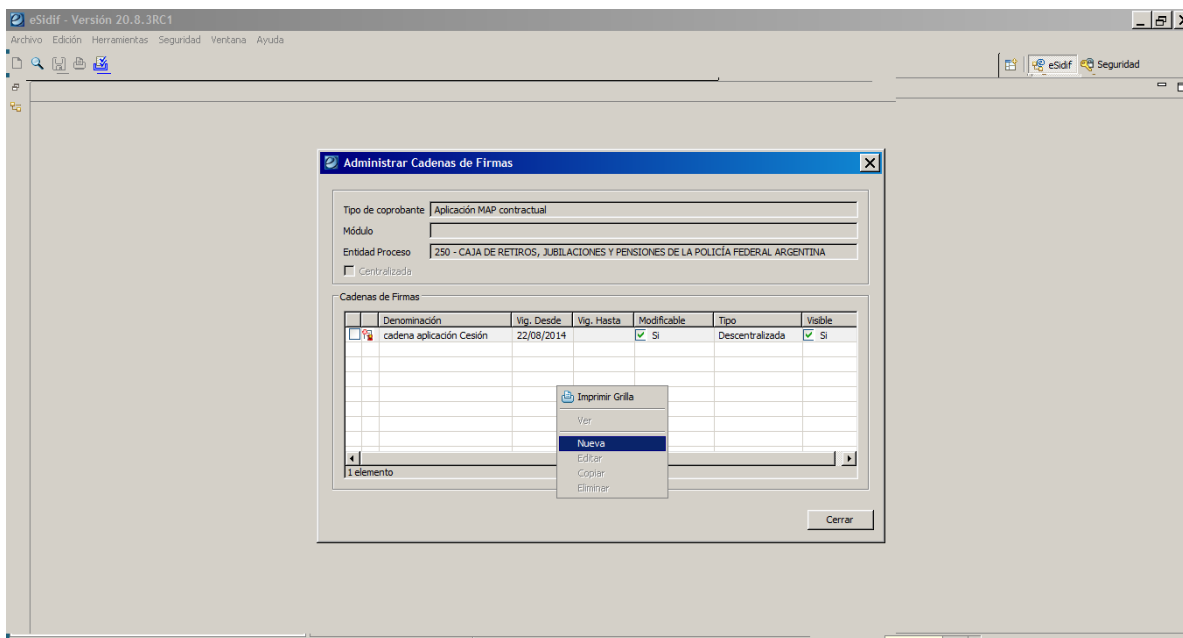 eSidif - Versión 20.8.3RC1
Archivo Edición Herramientas Seguridad Ventana Ayuda
eSidif Seguridad
Administrar Cadenas de Firmas
Tipo de coprobante Aplicación MAP contractual
Módulo
Entidad Proceso 250 - CAJA DE RETIROS, JUBILACIONES Y PENSIONES DE LA POLICÍA FEDERAL ARGENTINA
Centralizada
Cadenas de Firmas
Denominación Vig. Desde Vig. Hasta Modificable Tipo Visible
cadena aplicación Cesión 22/08/2014 Si Descentralizada Si
Imprimir Grilla
Ver
Nueva
Editar
Copiar
Eliminar
1 elemento
Cerrar